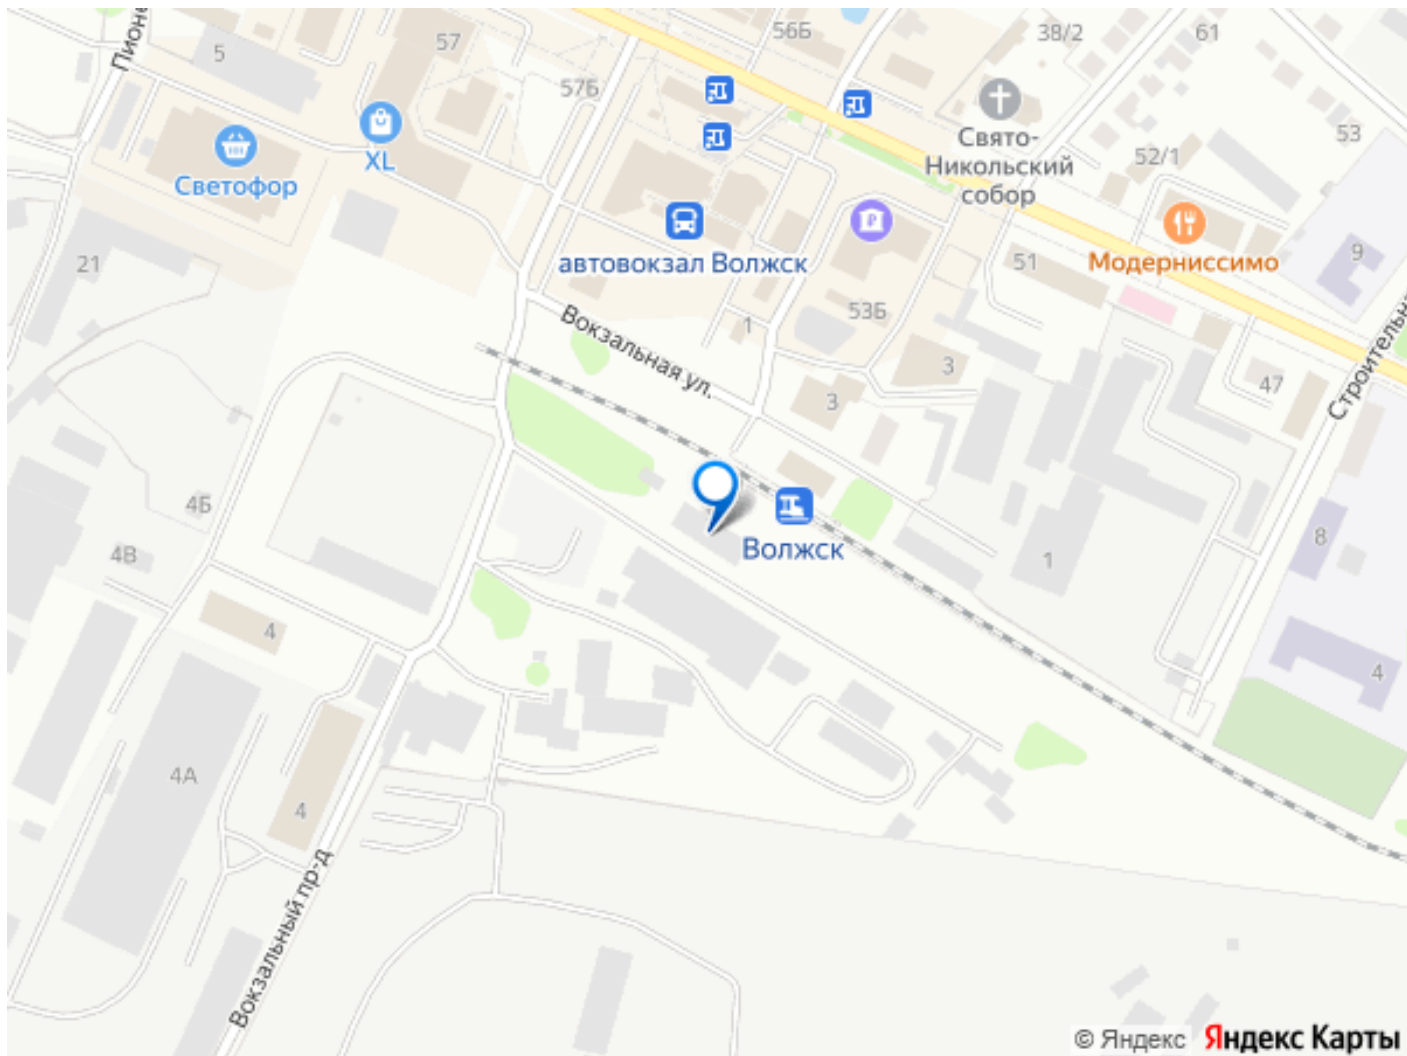 Пионе
5
57
56Б
38/2
61
57Б
53
XL
Светофор
Свято-
Никольский
собор
52/1
21
автовокзал Волжск
53Б
51
Модерниссимо
9
Вокзальная ул.
1
3
3
47
Строительн
4Б
4В
Волжск
1
8
4
4
4А
4
Вокзальный пр-д
© Яндекс
Яндекс Карты